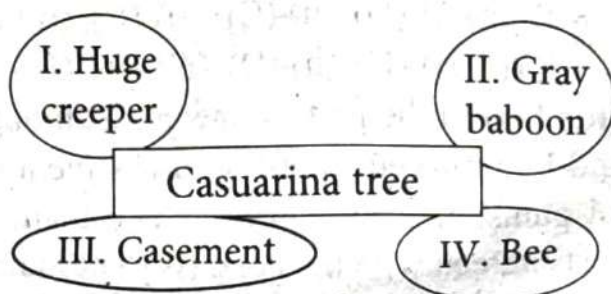 I. Huge
creeper
II. Gray
baboon
Casuarina tree
III. Casement
IV. Bee